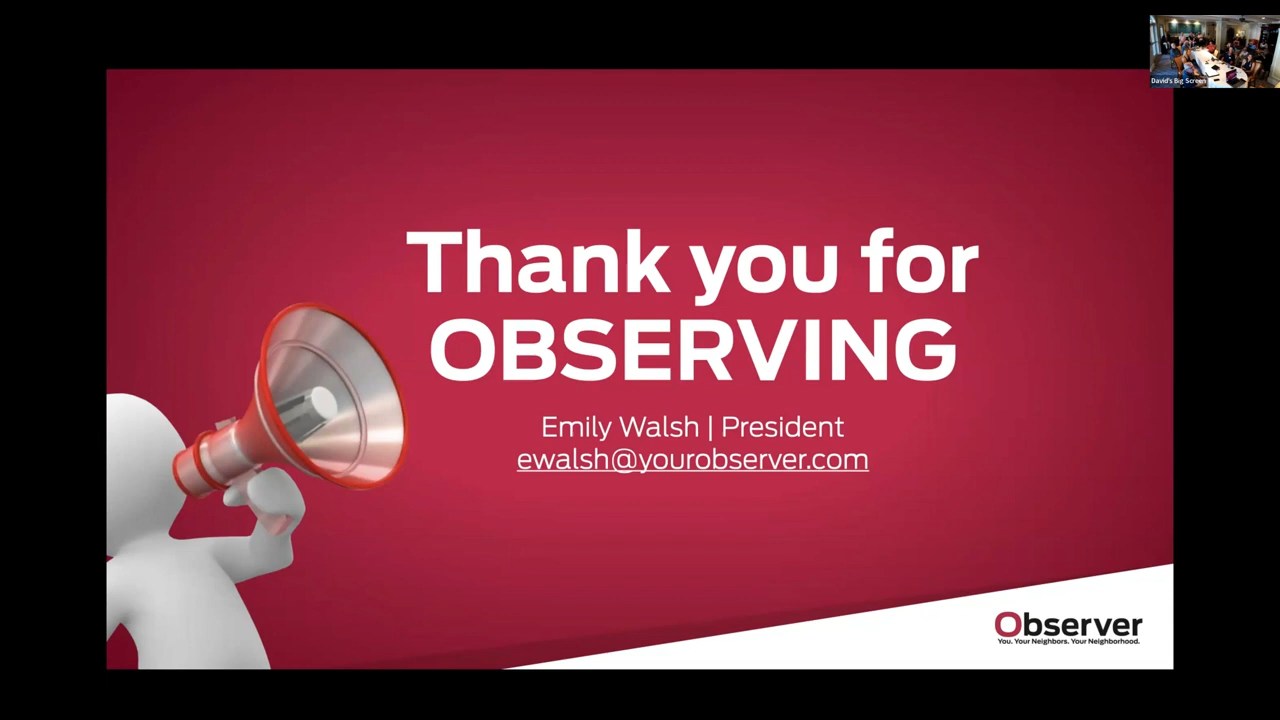 David's Big Screen
Thank you for
OBSERVING
Emily Walsh | President
ewalsh@yourobserver.com
Observer
You. Your Neighbors. Your Neighborhood.